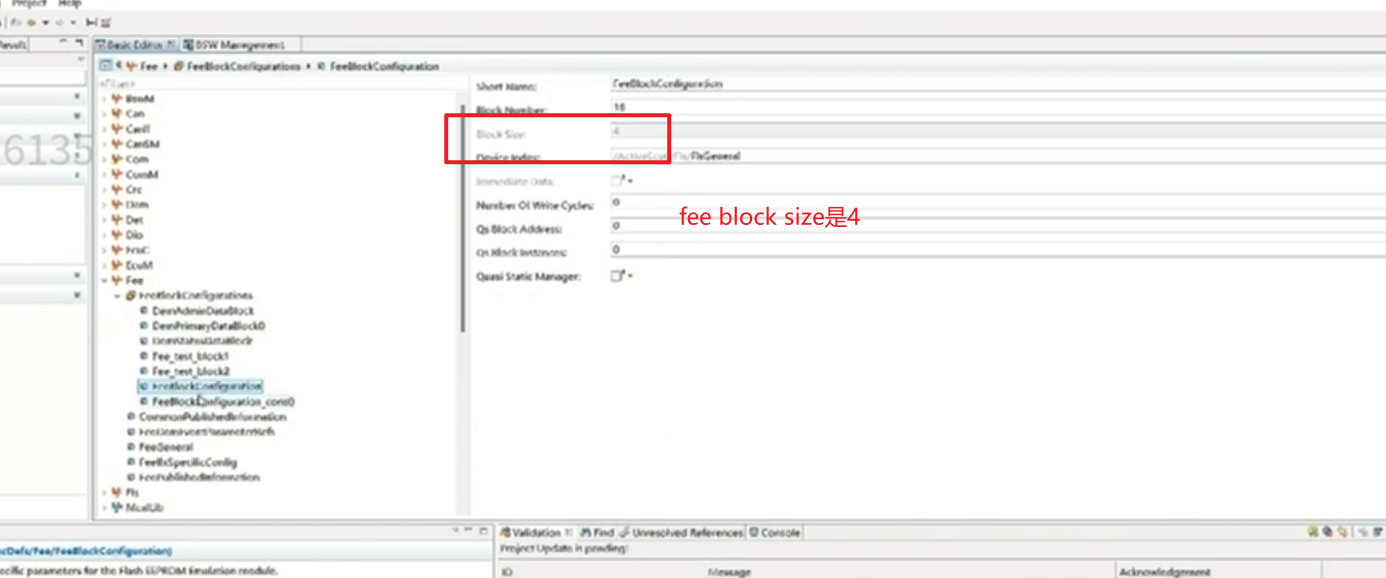 Project Help
Result
Basic Editor
BSW Management
Fee
FeeBlockConfigurations
FeeBlockConfiguration
<Filter>
BswM
Can
CanIf
CanSM
Com
ComM
Crc
Dem
Det
Dio
EcuC
EcuM
Fee
FeeBlockConfigurations
DemAdminDataBlock
DemPrimaryDataBlock0
DemStatusDataBlock
Fee_test_block1
Fee_test_block2
FeeBlockConfiguration
FeeBlockConfiguration_cons0
CommonPublishedInformation
FeeDemEventParameterRefs
FeeGeneral
FeeIfxSpecificConfig
FeePublishedInformation
Fls
McalLib
6135
Short Name:
FeeBlockConfiguration
Block Number:
16
Block Size:
4
Device Index:
/ActiveEcuC/Fls/FlsGeneral
Immediate Data:
Number Of Write Cycles:
0
Qs Block Address:
0
Qs Block Instances:
0
Quasi Static Manager:
fee block size是4
Validation
Find
Unresolved References
Console
Project Update is pending!
ID
Message
Acknowledgement
cDefs/Fee/FeeBlockConfiguration)
ecific parameters for the Flash EEPROM Emulation module.